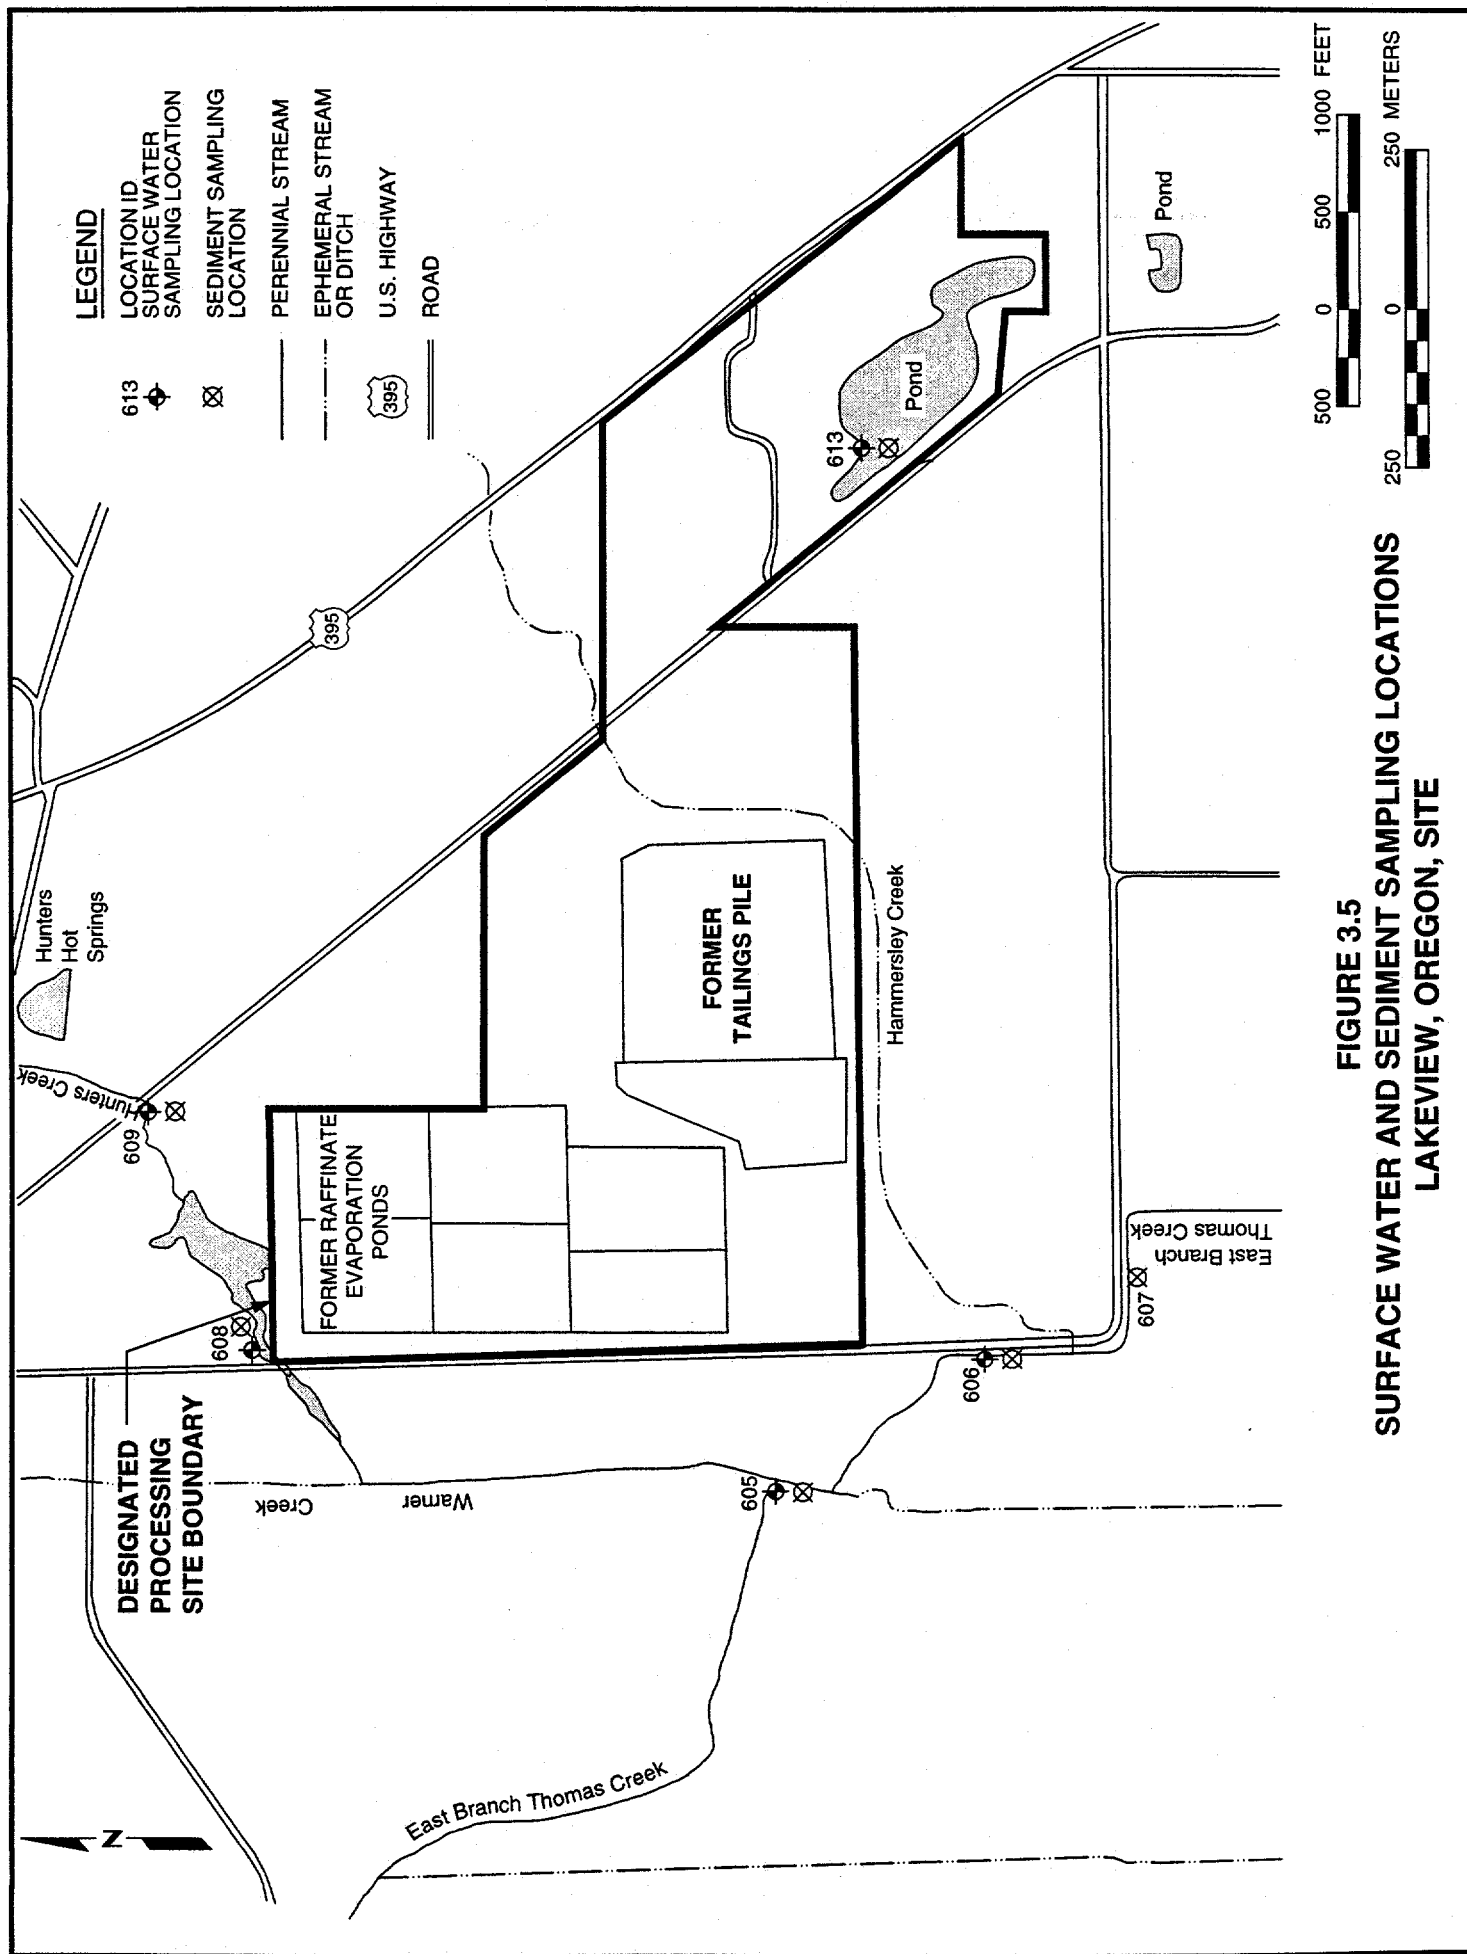 LEGEND
613
LOCATION ID
SURFACE WATER
SAMPLING LOCATION
SEDIMENT SAMPLING
LOCATION
PERENNIAL STREAM
EPHEMERAL STREAM
OR DITCH
395
U.S. HIGHWAY
ROAD
N
DESIGNATED
PROCESSING
SITE BOUNDARY
Hunters
Hot
Springs
Hunters Creek
609
608
395
FORMER RAFFINATE
EVAPORATION
PONDS
FORMER
TAILINGS PILE
Creek
Warner
East Branch Thomas Creek
605
606
607
Hammersley Creek
East Branch
Thomas Creek
613
Pond
Pond
500
0
500
1000 FEET
250
0
250 METERS
FIGURE 3.5
SURFACE WATER AND SEDIMENT SAMPLING LOCATIONS
LAKEVIEW, OREGON, SITE